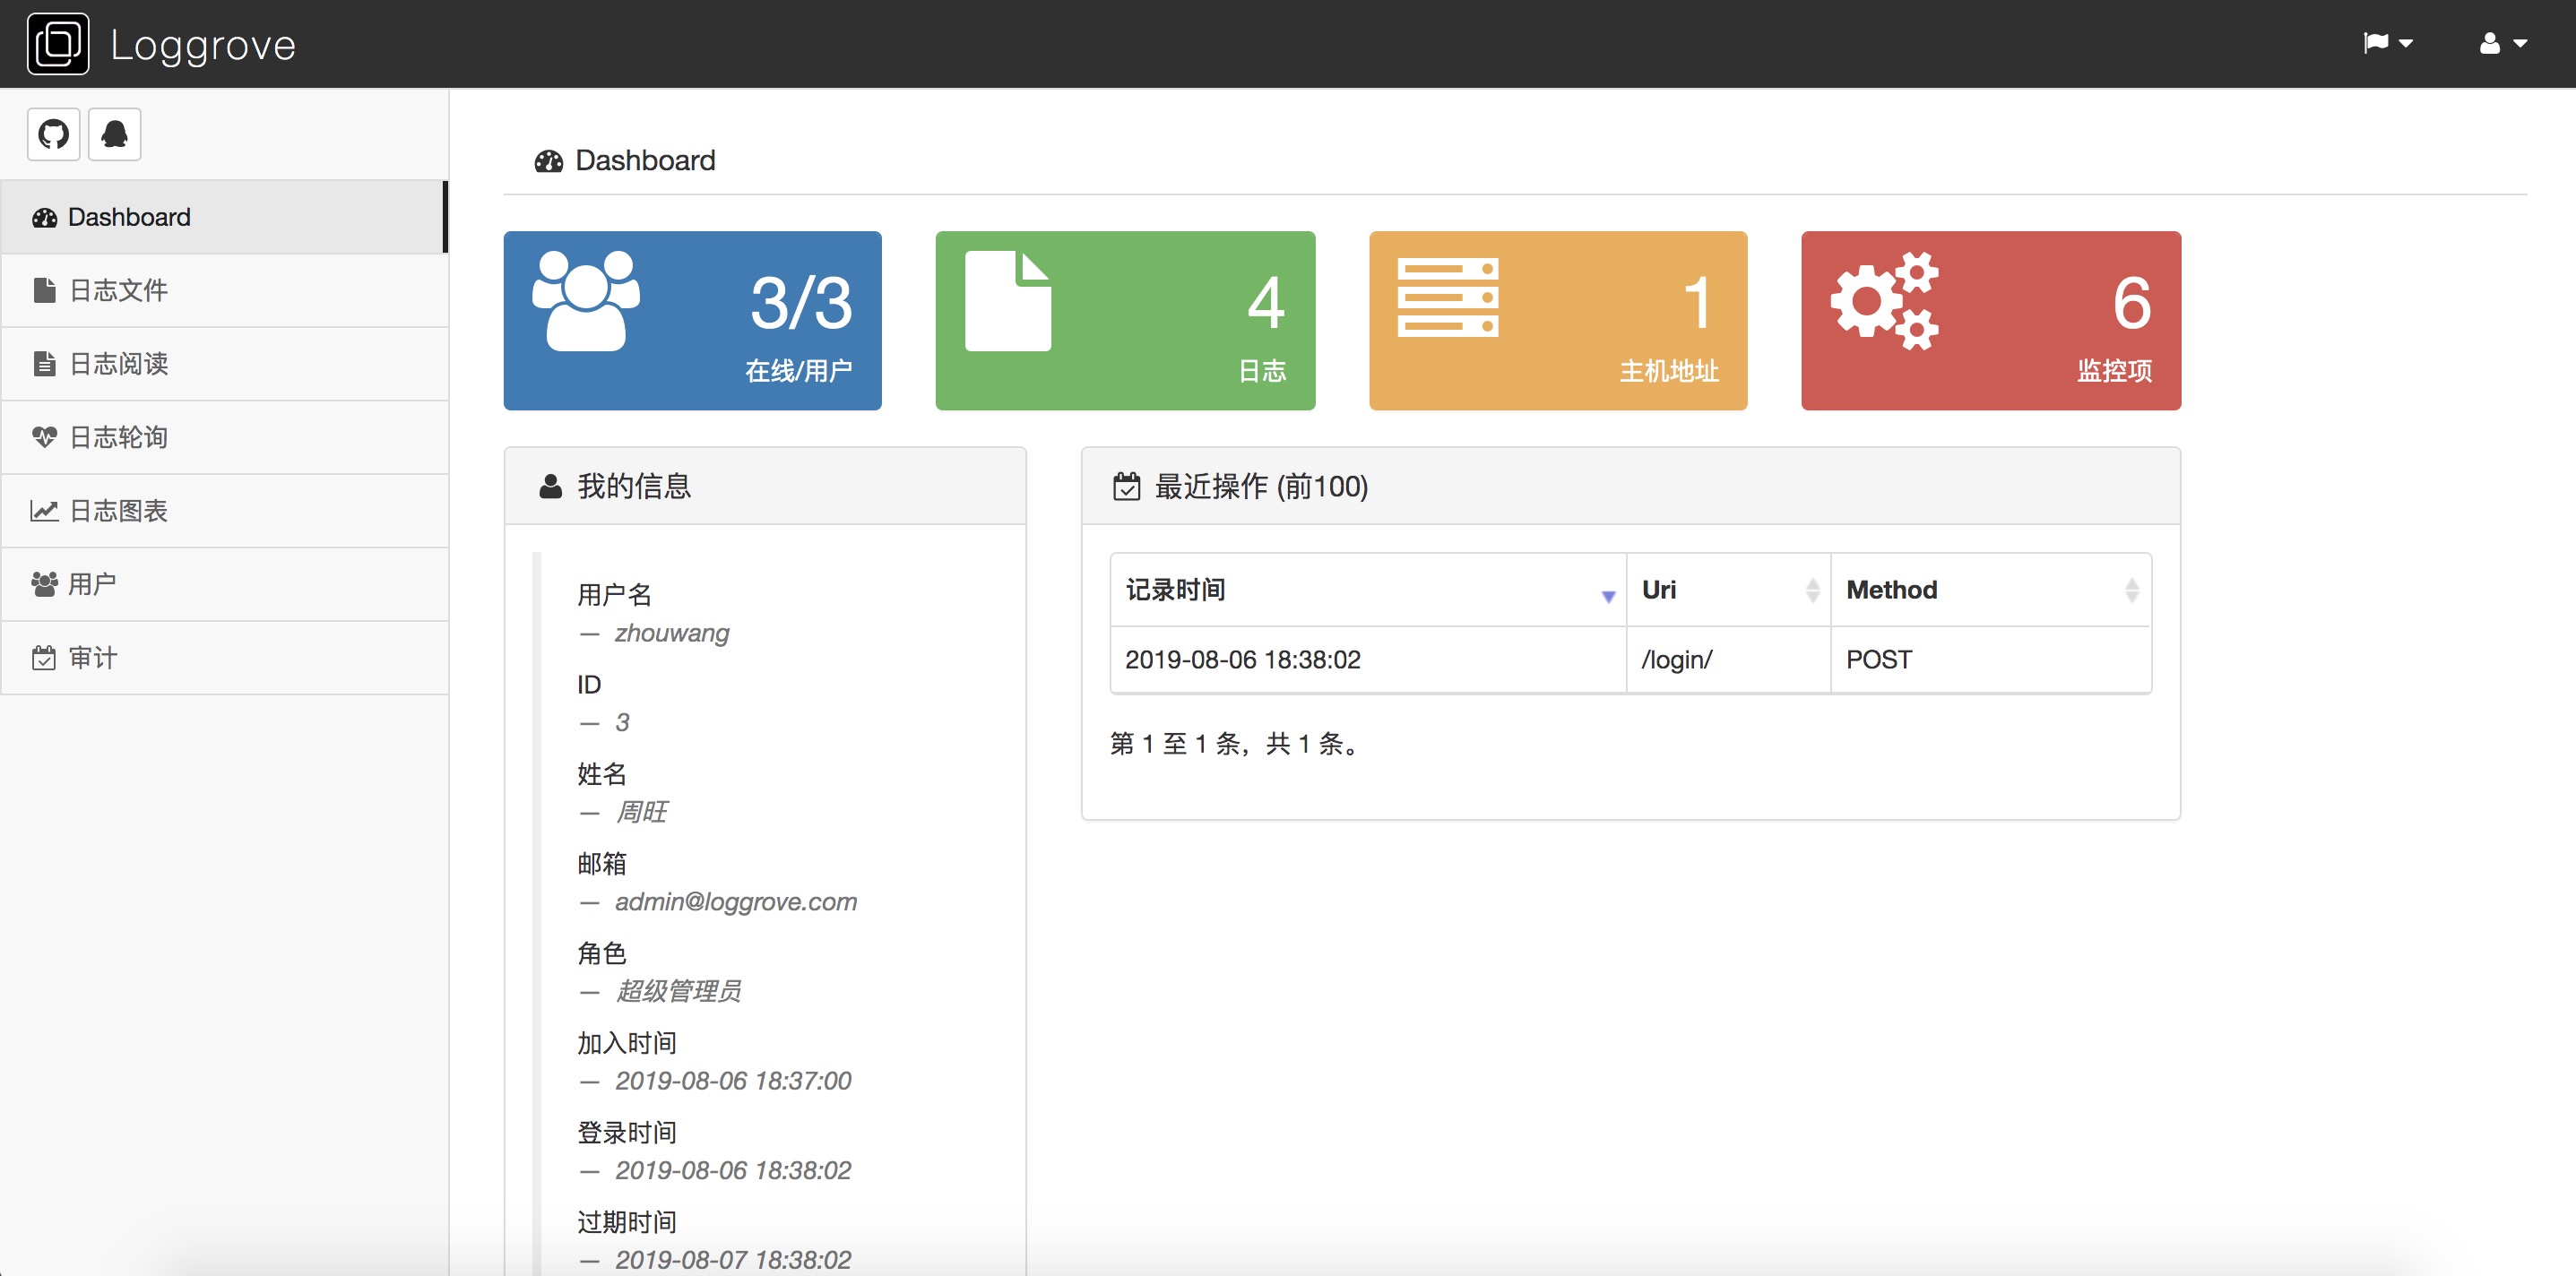 Loggrove
Dashboard
日志文件
日志阅读
日志轮询
日志图表
用户
审计
Dashboard
3/3
在线/用户
4
日志
1
主机地址
6
监控项
我的信息
用户名
— zhouwang
ID
— 3
姓名
— 周旺
邮箱
— admin@loggrove.com
角色
— 超级管理员
加入时间
— 2019-08-06 18:37:00
登录时间
— 2019-08-06 18:38:02
过期时间
— 2019-08-07 18:38:02
最近操作 (前100)
记录时间 Uri Method
2019-08-06 18:38:02 /login/ POST
第 1 至 1 条，共 1 条。